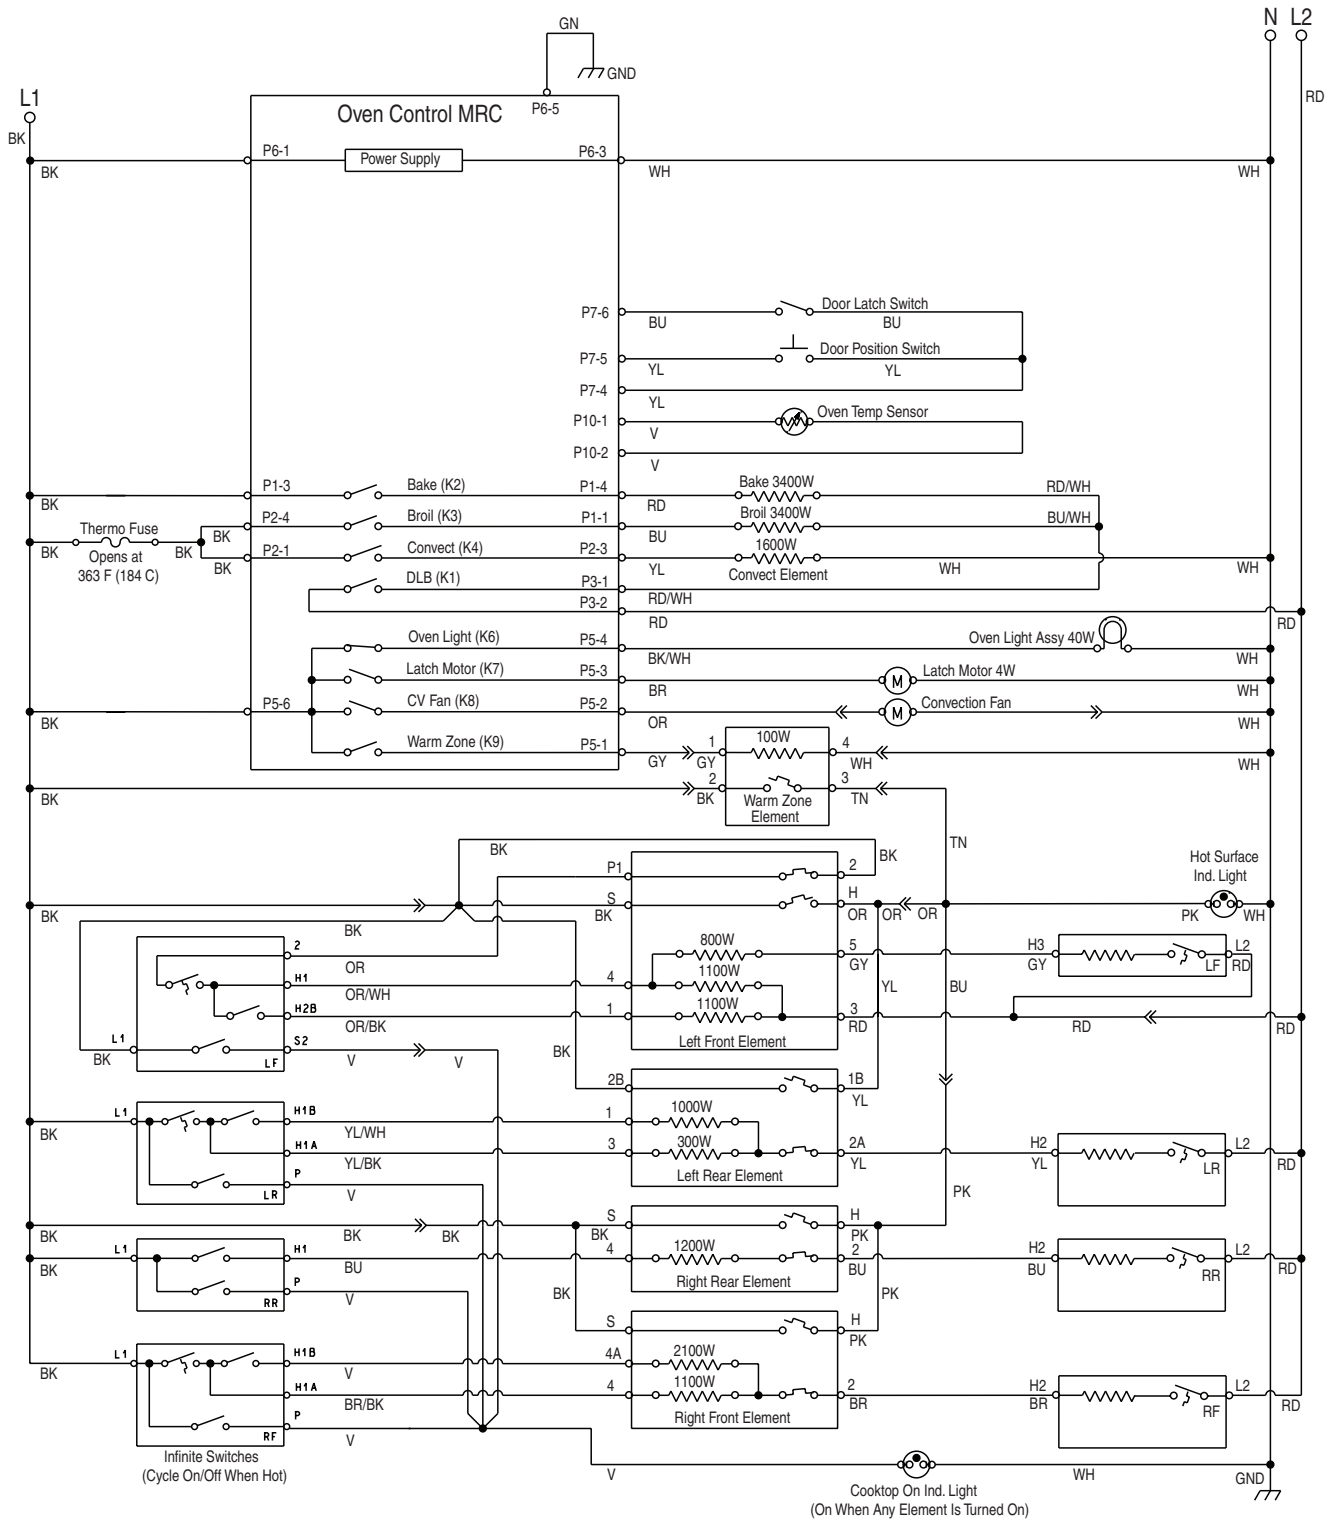 GN
GND
N L2
L1
P6-5
RD
Oven Control MRC
BK
P6-1
Power Supply
P6-3
BK
WH
WH
P7-6
Door Latch Switch
BU
BU
P7-5
Door Position Switch
YL
YL
P7-4
YL
P10-1
Oven Temp Sensor
V
P10-2
V
P1-3
Bake (K2)
P1-4
Bake 3400W
RD/WH
BK
RD
Thermo Fuse
BK
P2-4
Broil (K3)
P1-1
Broil 3400W
BU/WH
BU
BK
Opens at
363 F (184 C)
BK
BK
P2-1
Convect (K4)
P2-3
1600W
Convect Element
YL
WH
WH
DLB (K1)
P3-1
RD/WH
P3-2
RD
RD
Oven Light (K6)
P5-4
Oven Light Assy 40W
BK/WH
WH
Latch Motor (K7)
P5-3
M
Latch Motor 4W
BR
WH
P5-6
CV Fan (K8)
P5-2
M
Convection Fan
BK
OR
WH
Warm Zone (K9)
P5-1
1
100W
4
GY
GY
WH
WH
2
3
BK
BK
TN
Warm Zone
Element
TN
BK
BK
Hot Surface
Ind. Light
P1
2
S
H
BK
BK
OR
OR
OR
PK
WH
BK
2
OR
800W
5
GY
H3
GY
LF
L2
RD
H1
OR/WH
4
1100W
YL
BU
H2B
OR/BK
1
1100W
3
RD
RD
RD
Left Front Element
L1
BK
S2
LF
V
V
BK
2B
1B
YL
L1
BK
H1B
YL/WH
1
1000W
H1A
YL/BK
3
300W
2A
YL
H2
YL
LR
L2
RD
Left Rear Element
P
LR
V
PK
BK
BK
BK
S
BK
H
PK
L1
BK
H1
BU
4
1200W
2
BU
H2
BU
RR
L2
RD
Right Rear Element
P
RR
V
BK
PK
S
H
PK
L1
BK
H1B
V
4A
2100W
H1A
BR/BK
4
1100W
2
BR
H2
BR
RF
L2
RD
Right Front Element
P
RF
V
Infinite Switches
(Cycle On/Off When Hot)
V
WH
GND
Cooktop On Ind. Light
(On When Any Element Is Turned On)